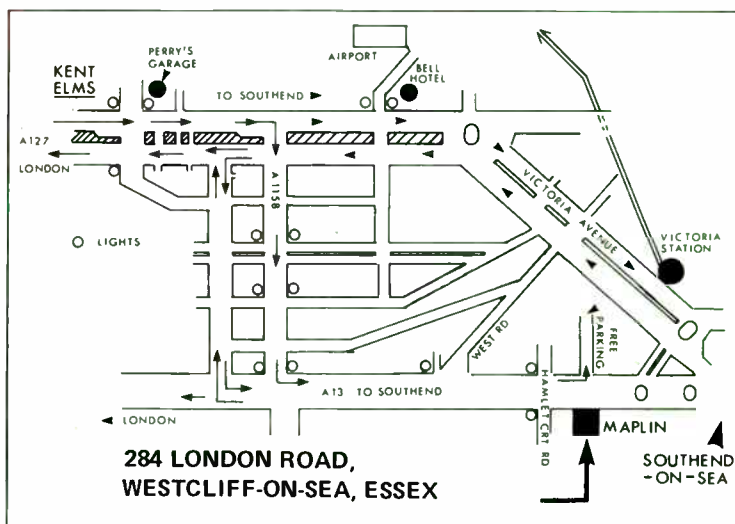 PERRY'S
GARAGE
AIRPORT
BELL
HOTEL
KENT
ELMS
TO SOUTHEND
A127
LONDON
A1158
LIGHTS
VICTORIA AVENUE
VICTORIA
STATION
WEST RD
FREE
PARKING
HAMLET CRT RD
A13 TO SOUTHEND
LONDON
MAPLIN
284 LONDON ROAD,
WESTCLIFF-ON-SEA, ESSEX
SOUTHEND
-ON-SEA